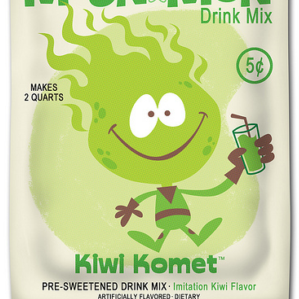 Drink Mix
5¢
MAKES
2 QUARTS
Kiwi Komet™
PRE-SWEETENED DRINK MIX · Imitation Kiwi Flavor
ARTIFICIALLY FLAVORED · DIETARY